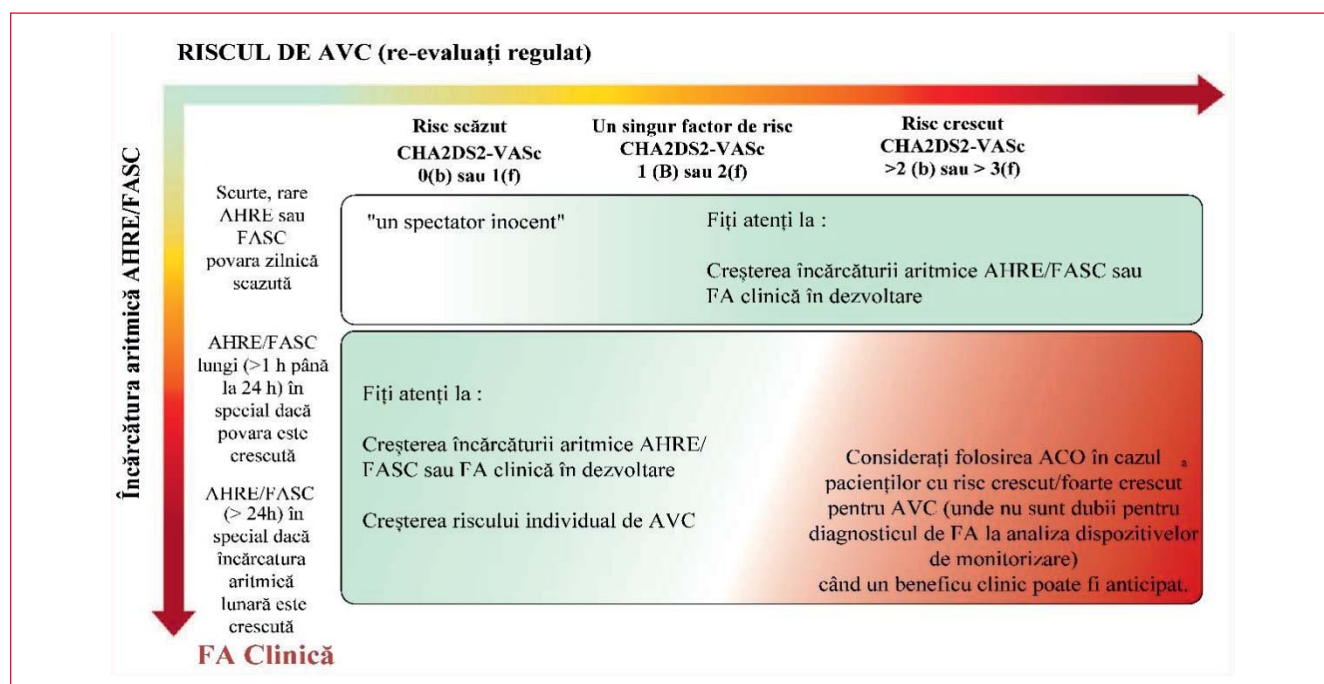 RISCUL DE AVC (re-evaluați regulat)
Încărcătura aritmică AHRE/FASC
Risc scăzut
CHA2DS2-VASc
0(b) sau 1(f)
Un singur factor de risc
CHA2DS2-VASc
1 (B) sau 2(f)
Risc crescut
CHA2DS2-VASc
>2 (b) sau > 3(f)
Scurte, rare
AHRE sau
FASC
povara zilnică
scazută
"un spectator inocent"
Fiți atenți la :
Creșterea încărcăturii aritmice AHRE/FASC sau
FA clinică în dezvoltare
AHRE/FASC
lungi (>1 h până
la 24 h) în
special dacă
povara este
crescută
AHRE/FASC
(> 24h) în
special dacă
încărcatura
aritmică
lunară este
crescută
Fiți atenți la :
Creșterea încărcăturii aritmice AHRE/
FASC sau FA clinică în dezvoltare
Creșterea riscului individual de AVC
Considerați folosirea ACO în cazul a
pacienților cu risc crescut/foarte crescut
pentru AVC (unde nu sunt dubii pentru
diagnosticul de FA la analiza dispozitivelor
de monitorizare)
când un beneficu clinic poate fi anticipat.
FA Clinică